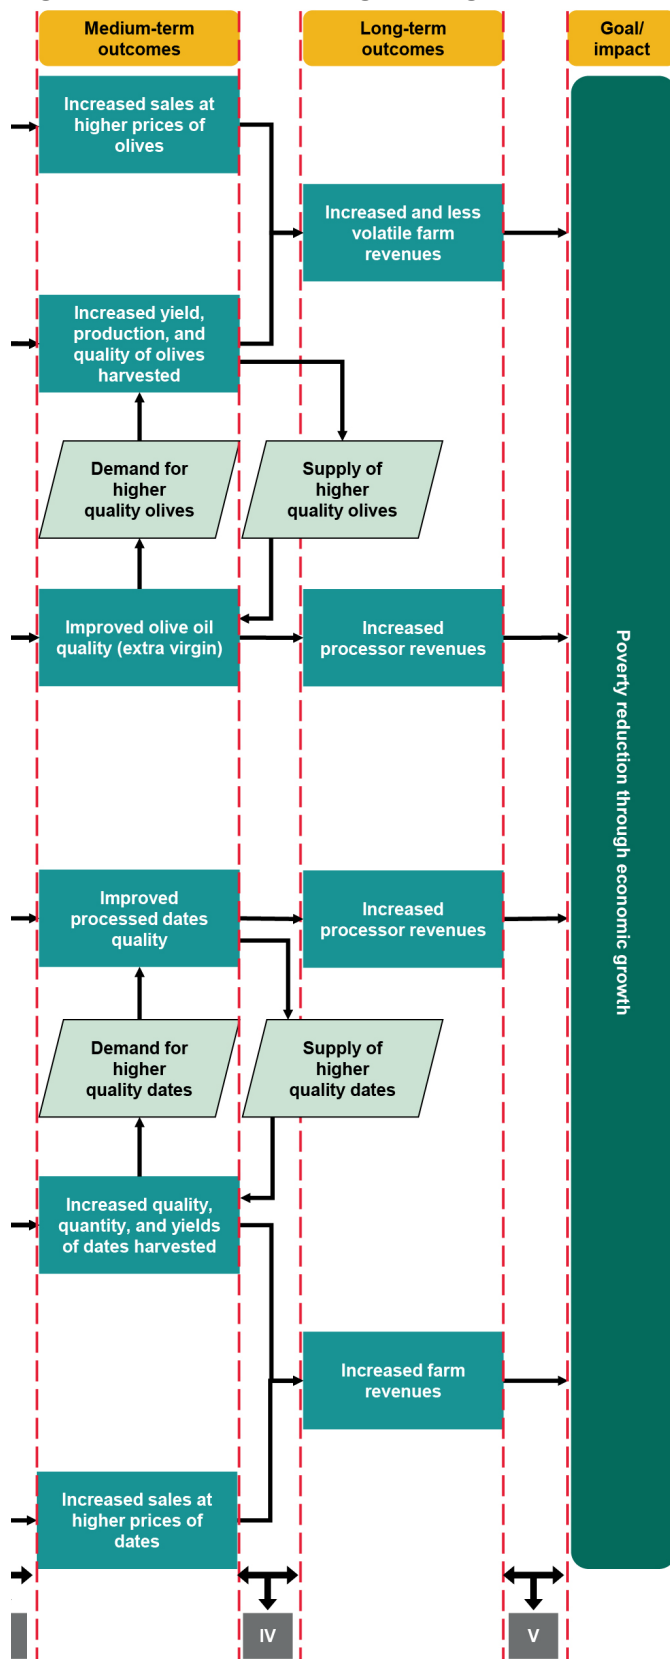 Medium-term
outcomes
Long-term
outcomes
Goal/
impact
Increased sales at
higher prices of
olives
Increased and less
volatile farm
revenues
Increased yield,
production, and
quality of olives
harvested
Demand for
higher
quality olives
Supply of
higher
quality olives
Improved olive oil
quality (extra virgin)
Increased
processor revenues
Poverty reduction through economic growth
Improved
processed dates
quality
Increased
processor revenues
Demand for
higher
quality dates
Supply of
higher
quality dates
Increased quality,
quantity, and yields
of dates harvested
Increased farm
revenues
Increased sales at
higher prices of
dates
IV
V